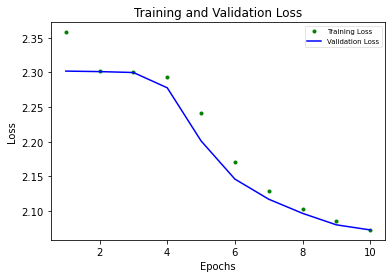 Training and Validation Loss
Training Loss
Validation Loss
2.35
2.30
2.25
2.20
2.15
2.10
Loss
2
4
6
8
10
Epochs